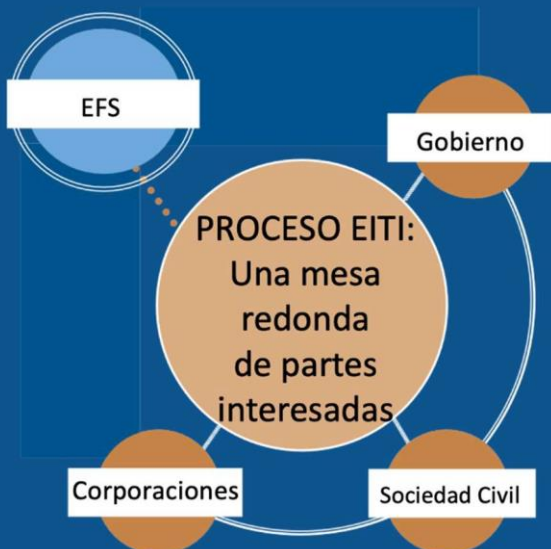 EFS
Gobierno
PROCESO EITI:
Una mesa
redonda
de partes
interesadas
Corporaciones
Sociedad Civil